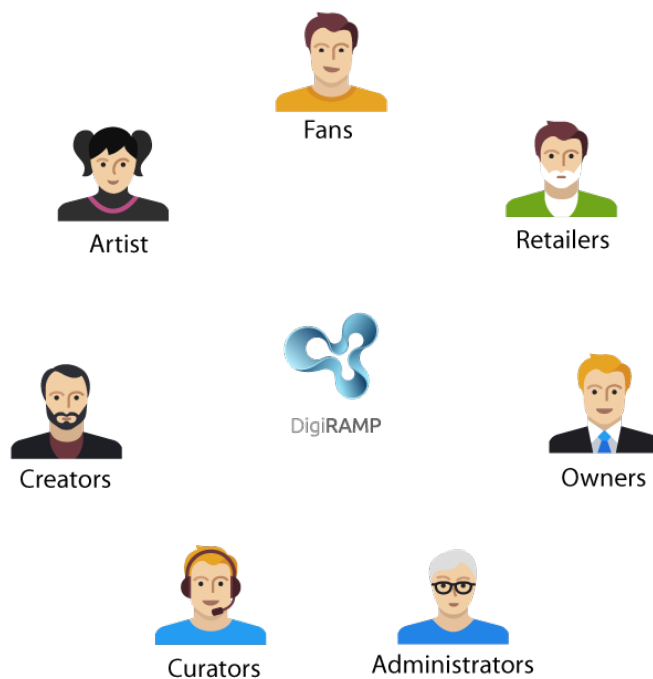 Fans
Artist
Retailers
DigiRAMP
Creators
Owners
Curators
Administrators